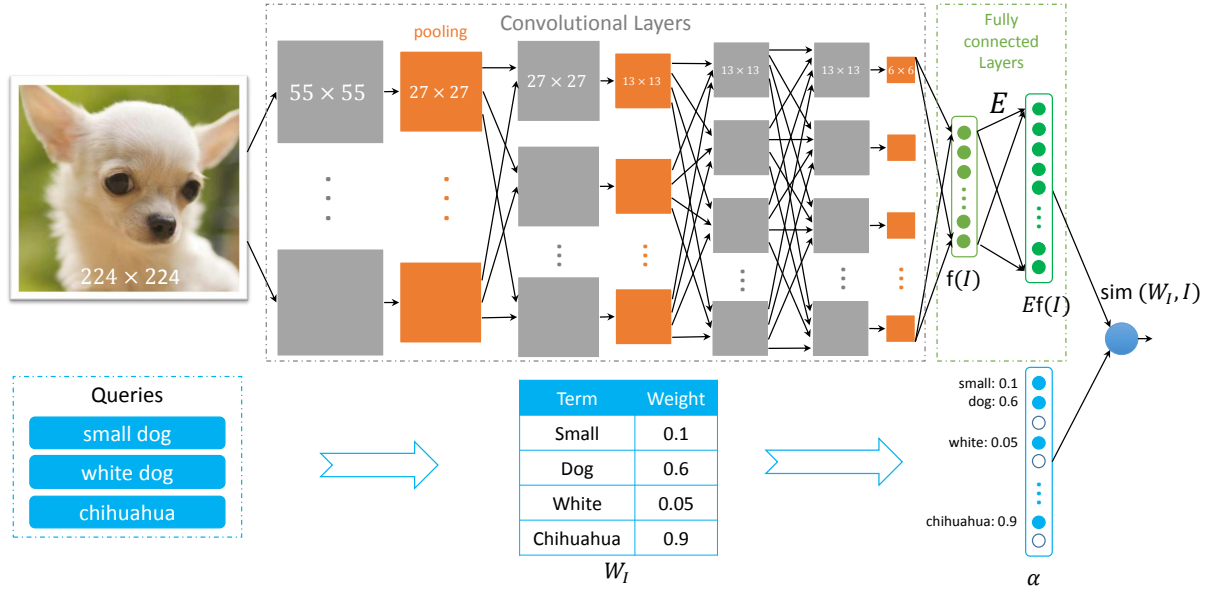 Convolutional Layers
pooling
Fully
connected
Layers
55 × 55
27 × 27
27 × 27
13 × 13
13 × 13
13 × 13
6 × 6
E
224 × 224
f(I)
Ef(I)
sim (W_I, I)
Queries
small dog
white dog
chihuahua
Term Weight
Small 0.1
Dog 0.6
White 0.05
Chihuahua 0.9
W_I
small: 0.1
dog: 0.6
white: 0.05
chihuahua: 0.9
α